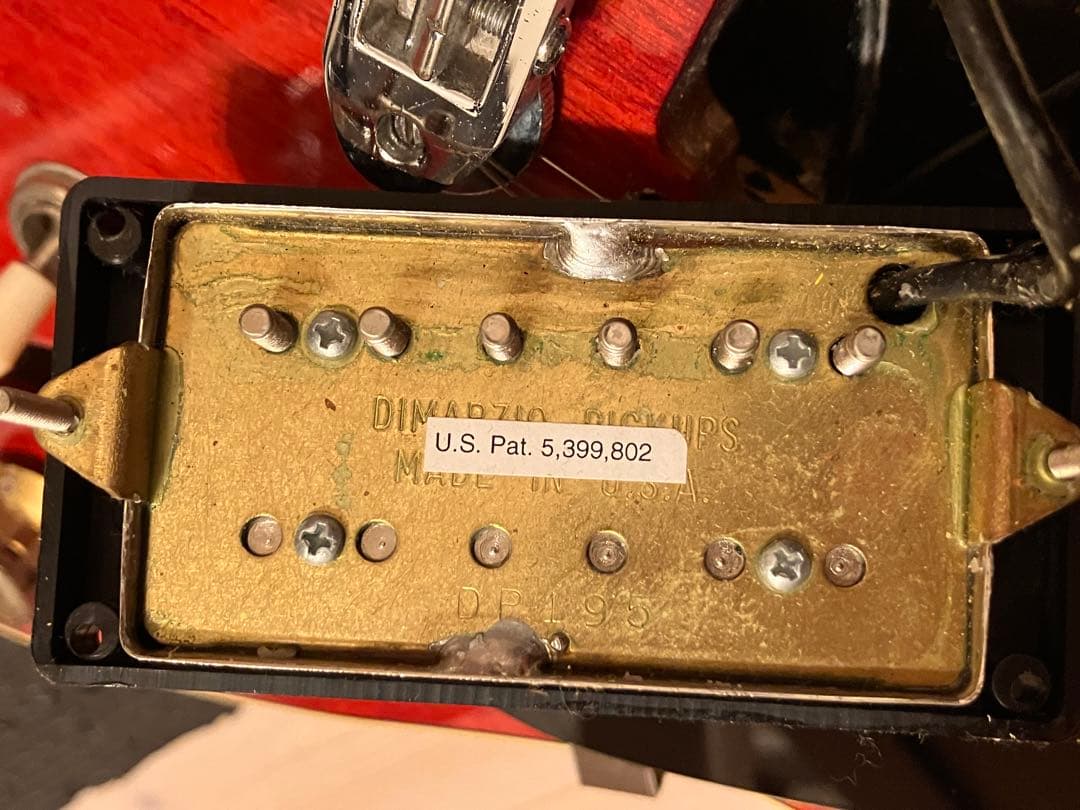 DIMARZIO PICKUPS
U.S. Pat. 5,399,802
MADE IN U.S.A.
DP195